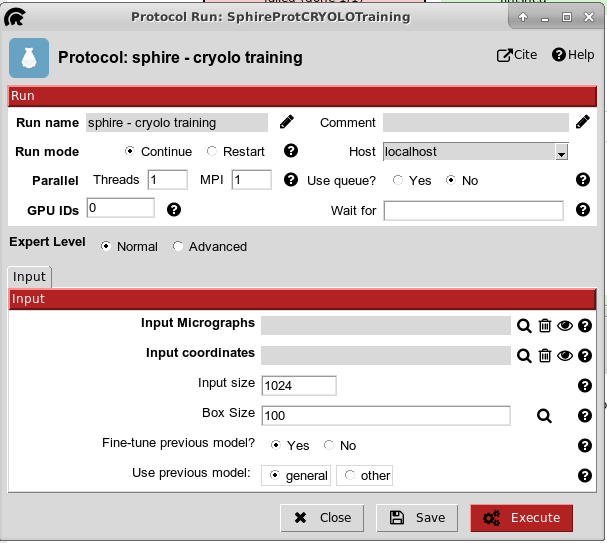 Protocol Run: SphireProtCRYOLOTraining
Protocol: sphire - cryolo training
Cite Help
Run
Run name sphire - cryolo training Comment
Run mode Continue Restart Host localhost
Parallel Threads 1 MPI 1 Use queue? Yes No
GPU IDs 0 Wait for
Expert Level Normal Advanced
Input
Input
Input Micrographs
Input coordinates
Input size 1024
Box Size 100
Fine-tune previous model? Yes No
Use previous model: general other
Close Save Execute